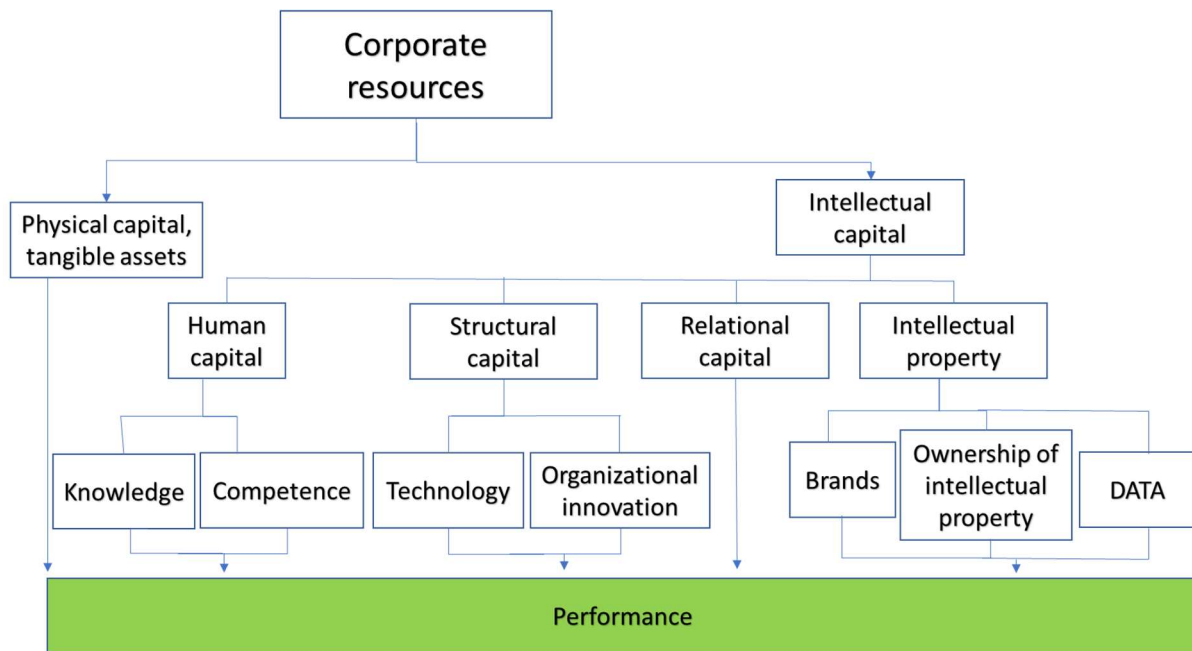 Corporate
resources
Physical capital,
tangible assets
Intellectual
capital
Human
capital
Structural
capital
Relational
capital
Intellectual
property
Knowledge
Competence
Technology
Organizational
innovation
Brands
Ownership of
intellectual
property
DATA
Performance